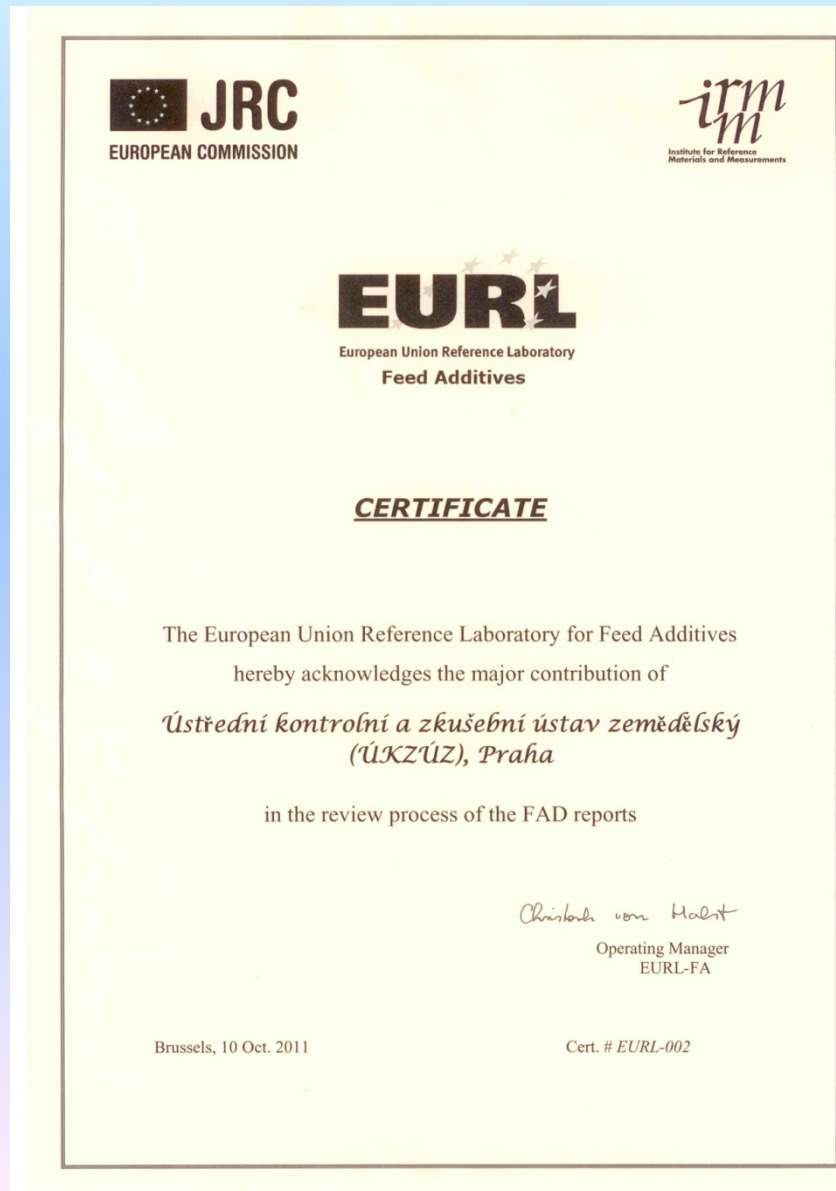 JRC
EUROPEAN COMMISSION
irmm
Institute for Reference
Materials and Measurements
EURL
European Union Reference Laboratory
Feed Additives
CERTIFICATE
The European Union Reference Laboratory for Feed Additives
hereby acknowledges the major contribution of
Ústřední kontrolní a zkušební ústav zemědělský
(ÚKZÚZ), Praha
in the review process of the FAD reports
Christoph von Holst
Operating Manager
EURL-FA
Brussels, 10 Oct. 2011
Cert. # EURL-002